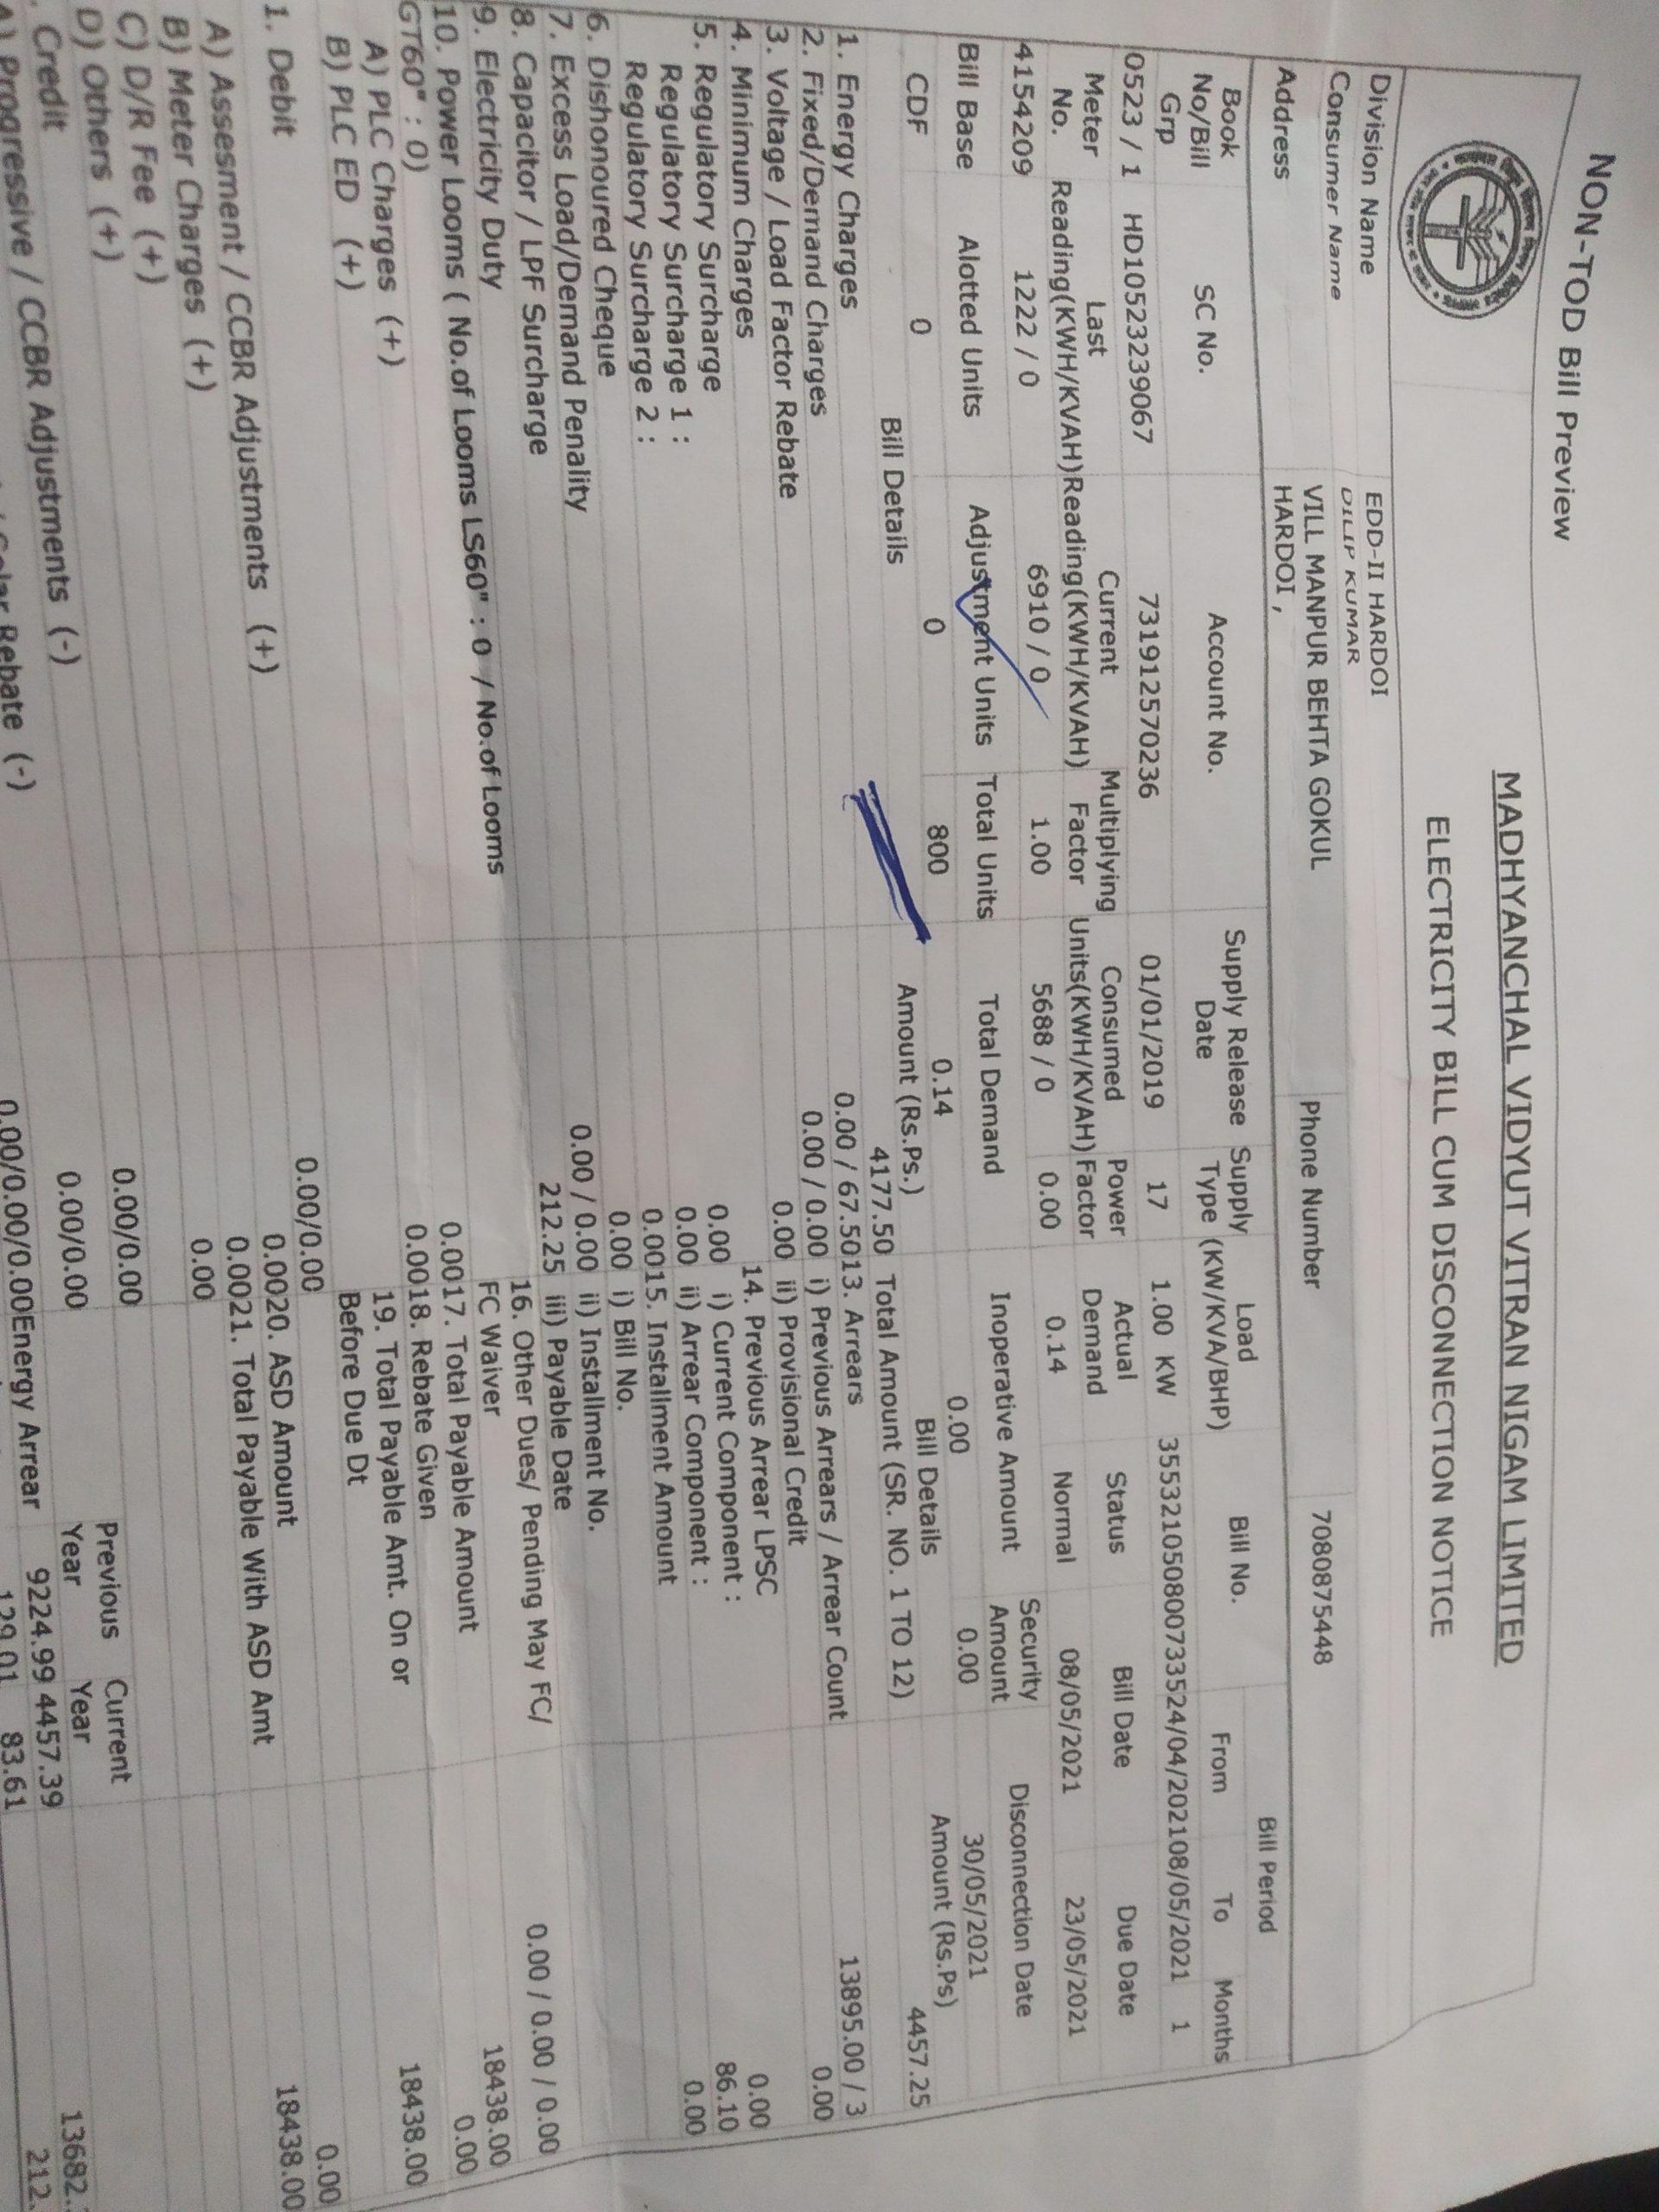 NON-TOD Bill Preview
MADHYANCHAL VIDYUT VITRAN NIGAM LIMITED
ELECTRICITY BILL CUM DISCONNECTION NOTICE
Division Name EDD-II HARDOI
Consumer Name DILIP KUMAR
Address VILL MANPUR BEHTA GOKUL HARDOI , Phone Number 7080875448
Book No/Bill Grp SC No. Account No. Supply Release Date Supply Type Load (KW/KVA/BHP) Bill No. Bill Period From To Months
0523 / 1 HD10523239067 731912570236 01/01/2019 17 1.00 KW 355321050800733524/04/202108/05/2021 1
Meter No. Last Reading(KWH/KVAH) Current Reading(KWH/KVAH) Multiplying Factor Consumed Units(KWH/KVAH) Power Factor Actual Demand Status Bill Date Due Date
4154209 1222 / 0 6910 / 0 1.00 5688 / 0 0.00 0.14 Normal 08/05/2021 23/05/2021
Bill Base Alotted Units Adjustment Units Total Units Total Demand Inoperative Amount Security Amount Disconnection Date
CDF 0 0 800 0.14 0.00 0.00 30/05/2021
Bill Details Amount (Rs.Ps.) Bill Details Amount (Rs.Ps)
1. Energy Charges 4177.50 Total Amount (SR. NO. 1 TO 12) 4457.25
2. Fixed/Demand Charges 0.00 / 67.5013. Arrears
3. Voltage / Load Factor Rebate 0.00 / 0.00 i) Previous Arrears / Arrear Count 13895.00 / 3
4. Minimum Charges 0.00 ii) Provisional Credit 0.00
5. Regulatory Surcharge 14. Previous Arrear LPSC
Regulatory Surcharge 1 : 0.00 i) Current Component : 0.00
Regulatory Surcharge 2 : 0.00 ii) Arrear Component : 86.10
6. Dishonoured Cheque 0.0015. Installment Amount 0.00
7. Excess Load/Demand Penality 0.00 i) Bill No.
8. Capacitor / LPF Surcharge 0.00 / 0.00 ii) Installment No.
9. Electricity Duty 212.25 iii) Payable Date
10. Power Looms ( No.of Looms LS60" : 0 / No.of Looms GT60" : 0) 16. Other Dues/ Pending May FC/ FC Waiver 0.00 / 0.00 / 0.00
A) PLC Charges (+) 0.0017. Total Payable Amount 18438.00
B) PLC ED (+) 0.0018. Rebate Given 0.00
19. Total Payable Amt. On or Before Due Dt 18438.00
1. Debit
A) Assesment / CCBR Adjustments (+) 0.00/0.00
B) Meter Charges (+) 0.0020. ASD Amount 0.00
C) D/R Fee (+) 0.0021. Total Payable With ASD Amt 18438.00
D) Others (+) 0.00
Credit 0.00/0.00 Previous Year Current Year
Progressive / CCBR Adjustments (-) 0.00/0.00
Rebate (-) 0.00/0.00/0.00Energy Arrear 9224.99 4457.39 13682.
129.01 83.61 212.